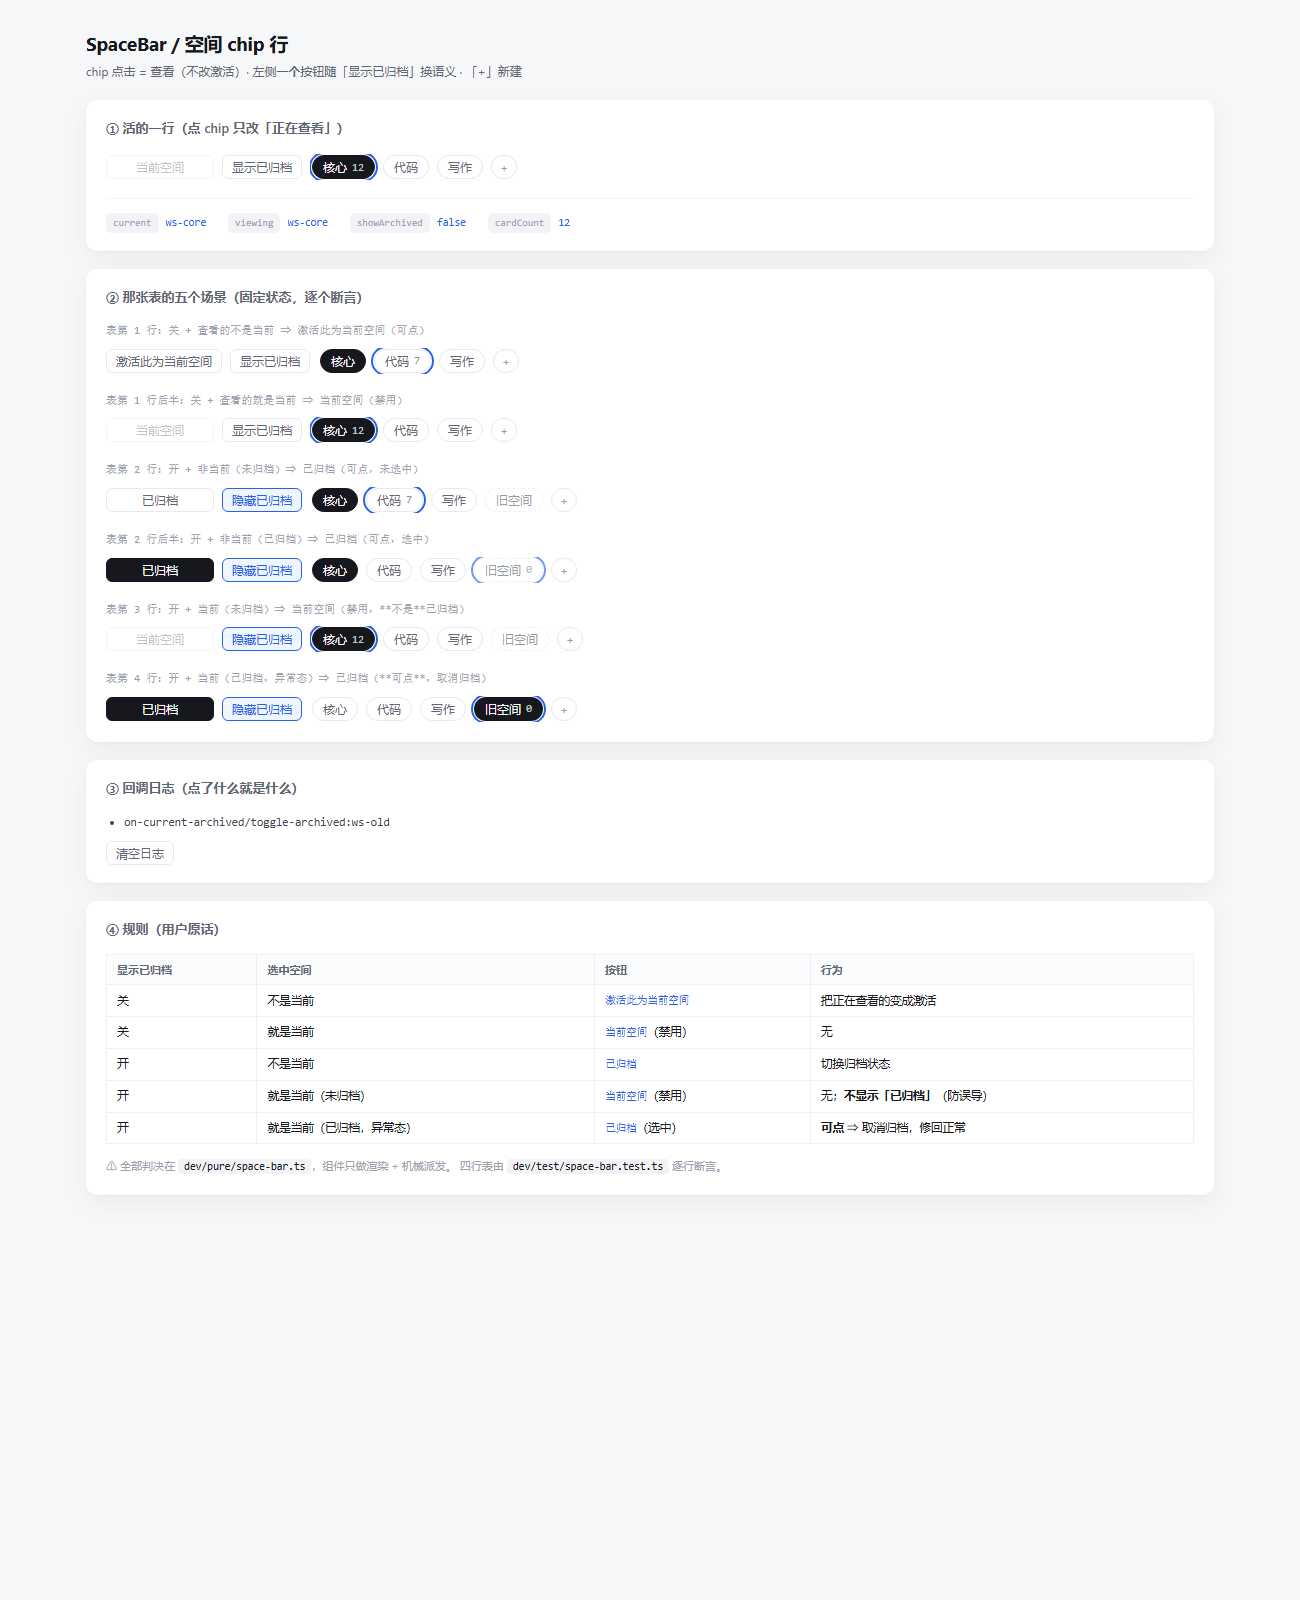 SpaceBar / 空间 chip 行
chip 点击 = 查看（不改激活）· 左侧一个按钮随「显示已归档」换语义 · 「+」新建
① 活的一行（点 chip 只改「正在查看」）
当前空间 显示已归档 核心 12 代码 写作 +
current ws-core viewing ws-core showArchived false cardCount 12
② 那张表的五个场景（固定状态，逐个断言）
表第 1 行：关 + 查看的不是当前 ⇒ 激活此为当前空间（可点）
激活此为当前空间 显示已归档 核心 代码 7 写作 +
表第 1 行后半：关 + 查看的就是当前 ⇒ 当前空间（禁用）
当前空间 显示已归档 核心 12 代码 写作 +
表第 2 行：开 + 非当前（未归档）⇒ 已归档（可点，未选中）
已归档 隐藏已归档 核心 代码 7 写作 旧空间 +
表第 2 行后半：开 + 非当前（已归档）⇒ 已归档（可点，选中）
已归档 隐藏已归档 核心 代码 写作 旧空间 0 +
表第 3 行：开 + 当前（未归档）⇒ 当前空间（禁用，**不是**已归档）
当前空间 隐藏已归档 核心 12 代码 写作 旧空间 +
表第 4 行：开 + 当前（已归档，异常态）⇒ 已归档（**可点**，取消归档）
已归档 隐藏已归档 核心 代码 写作 旧空间 0 +
③ 回调日志（点了什么就是什么）
• on-current-archived/toggle-archived:ws-old
清空日志
④ 规则（用户原话）
显示已归档 选中空间 按钮 行为
关 不是当前 激活此为当前空间 把正在查看的变成激活
关 就是当前 当前空间（禁用） 无
开 不是当前 已归档 切换归档状态
开 就是当前（未归档） 当前空间（禁用） 无；不显示「已归档」（防误导）
开 就是当前（已归档，异常态） 已归档（选中） 可点 ⇒ 取消归档，修回正常
⚠ 全部判决在 dev/pure/space-bar.ts，组件只做渲染 + 机械派发。四行表由 dev/test/space-bar.test.ts 逐行断言。